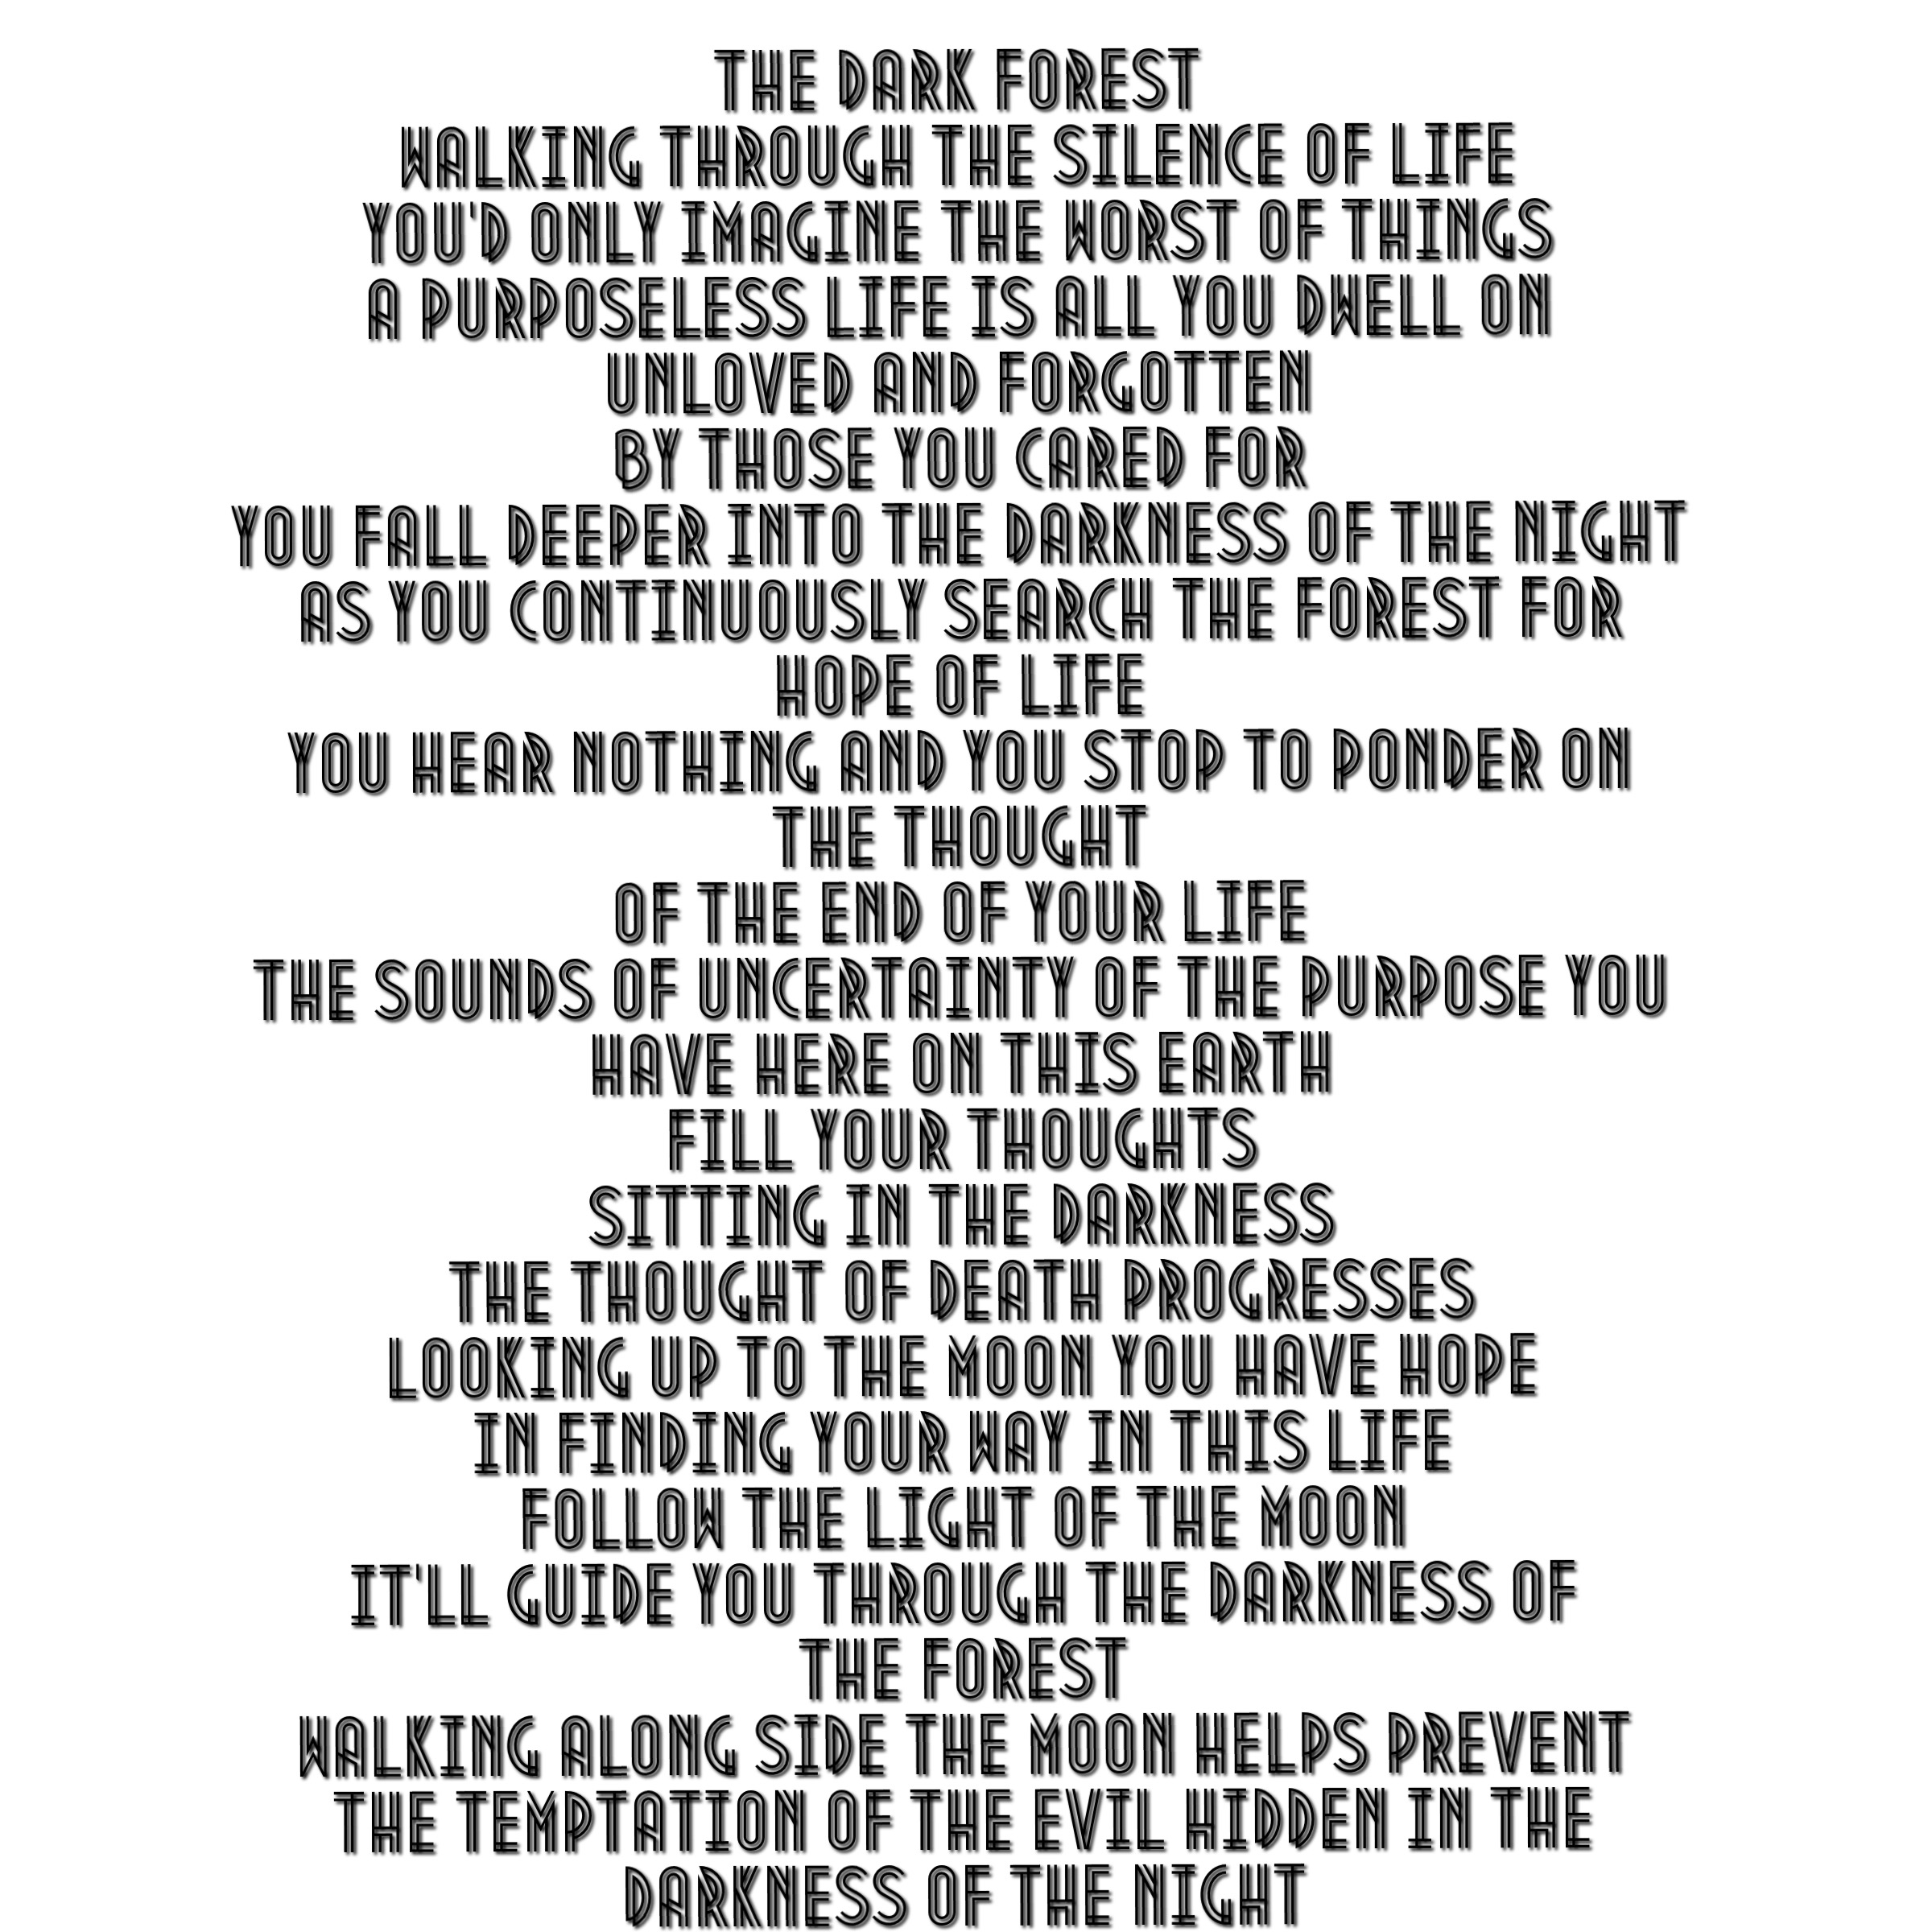 THE DARK FOREST
WALKING THROUGH THE SILENCE OF LIFE
YOU'D ONLY IMAGINE THE WORST OF THINGS
A PURPOSELESS LIFE IS ALL YOU DWELL ON
UNLOVED AND FORGOTTEN
BY THOSE YOU CARED FOR
YOU FALL DEEPER INTO THE DARKNESS OF THE NIGHT
AS YOU CONTINUOUSLY SEARCH THE FOREST FOR
HOPE OF LIFE
YOU HEAR NOTHING AND YOU STOP TO PONDER ON
THE THOUGHT
OF THE END OF YOUR LIFE
THE SOUNDS OF UNCERTAINTY OF THE PURPOSE YOU
HAVE HERE ON THIS EARTH
FILL YOUR THOUGHTS
SITTING IN THE DARKNESS
THE THOUGHT OF DEATH PROGRESSES
LOOKING UP TO THE MOON YOU HAVE HOPE
IN FINDING YOUR WAY IN THIS LIFE
FOLLOW THE LIGHT OF THE MOON
IT'LL GUIDE YOU THROUGH THE DARKNESS OF
THE FOREST
WALKING ALONG SIDE THE MOON HELPS PREVENT
THE TEMPTATION OF THE EVIL HIDDEN IN THE
DARKNESS OF THE NIGHT